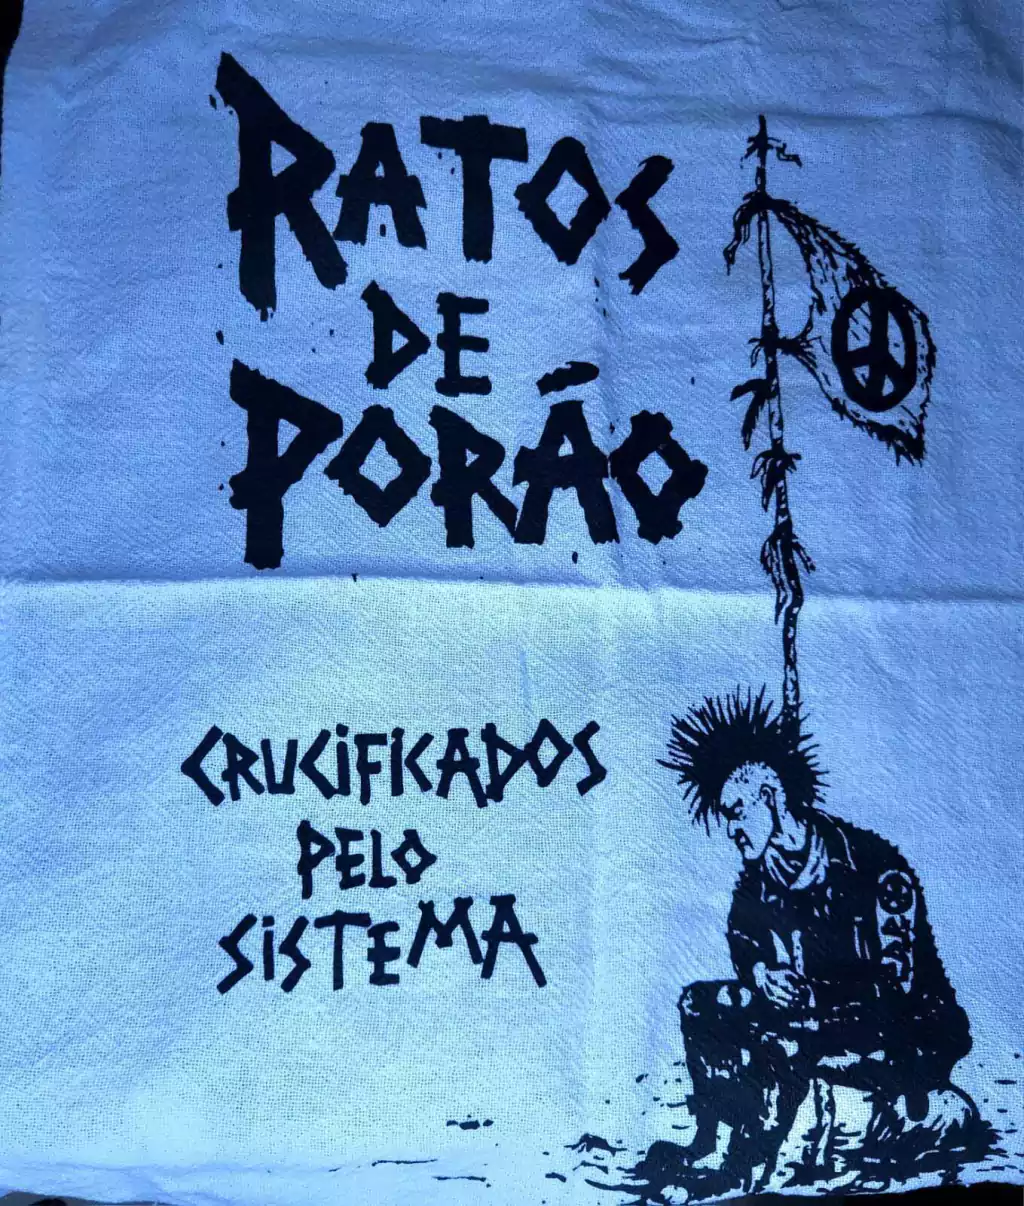 RATOS
DE
PORÃO
CRUCIFICADOS
PELO
SISTEMA